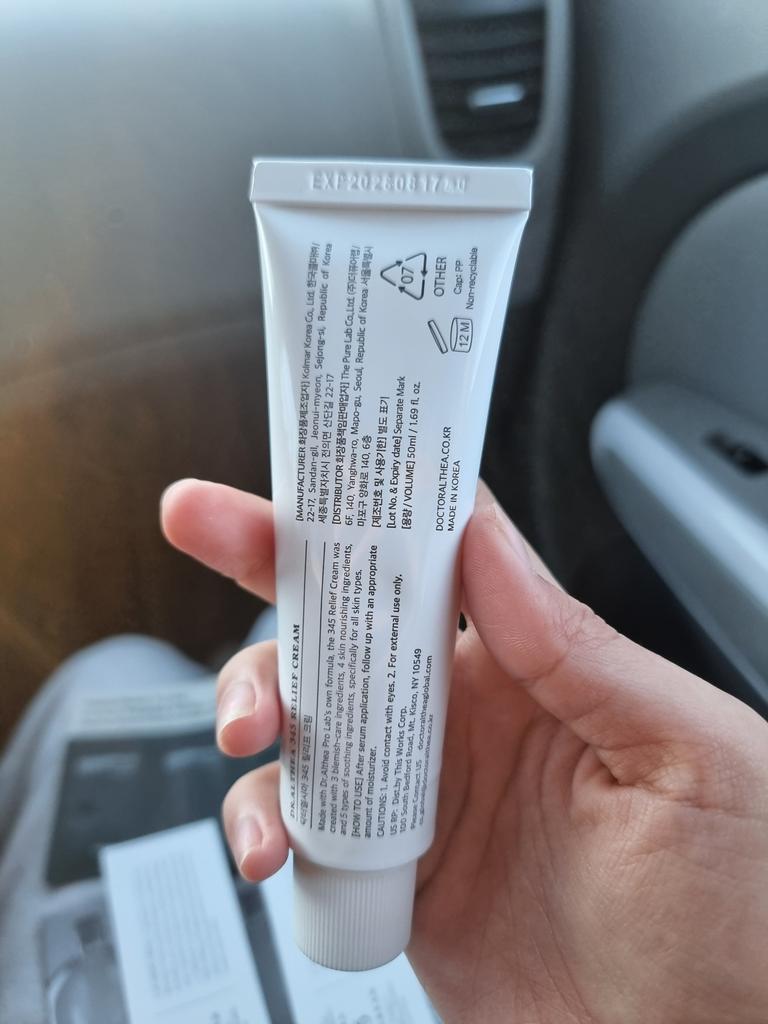 DR.ALTHEA 345 RELIEF CREAM
닥터엘시아 345 릴리프 크림
Made with Dr.Althea Pro Lab's own formula, the 345 Relief Cream was
created with 3 blemish-care ingredients, 4 skin nourishing ingredients,
and 5 types of soothing ingredients, specifically for all skin types.
[HOW TO USE] After serum application, follow up with an appropriate
amount of moisturizer.
CAUTIONS: 1. Avoid contact with eyes. 2. For external use only.
US RP: Dist.by This Works Corp.
100 South Bedford Road, Mt. Kisco, NY 10549
Please Contact US doctoraltheaglobal.com
[MANUFACTURER 화장품제조업자] Kolmar Korea Co., Ltd. 한국콜마㈜/
22-17, Sandan-gil, Jeonui-myeon, Sejong-si, Republic of Korea
세종특별자치시 전의면 산단길 22-17
[DISTRIBUTOR 화장품책임판매업자] The Pure Lab Co.,Ltd. (주)더퓨어랩/
6F, 140, Yanghwa-ro, Mapo-gu, Seoul, Republic of Korea 서울특별시
마포구 양화로 140, 6층
[제조번호 및 사용기한] 별도 표기
[Lot No. & Expiry date] Separate Mark
[용량 / VOLUME] 50ml / 1.69 fl. oz.
DOCTORALTHEA.CO.KR
MADE IN KOREA
07
OTHER
Cap: PP
Non-recyclable
12 M